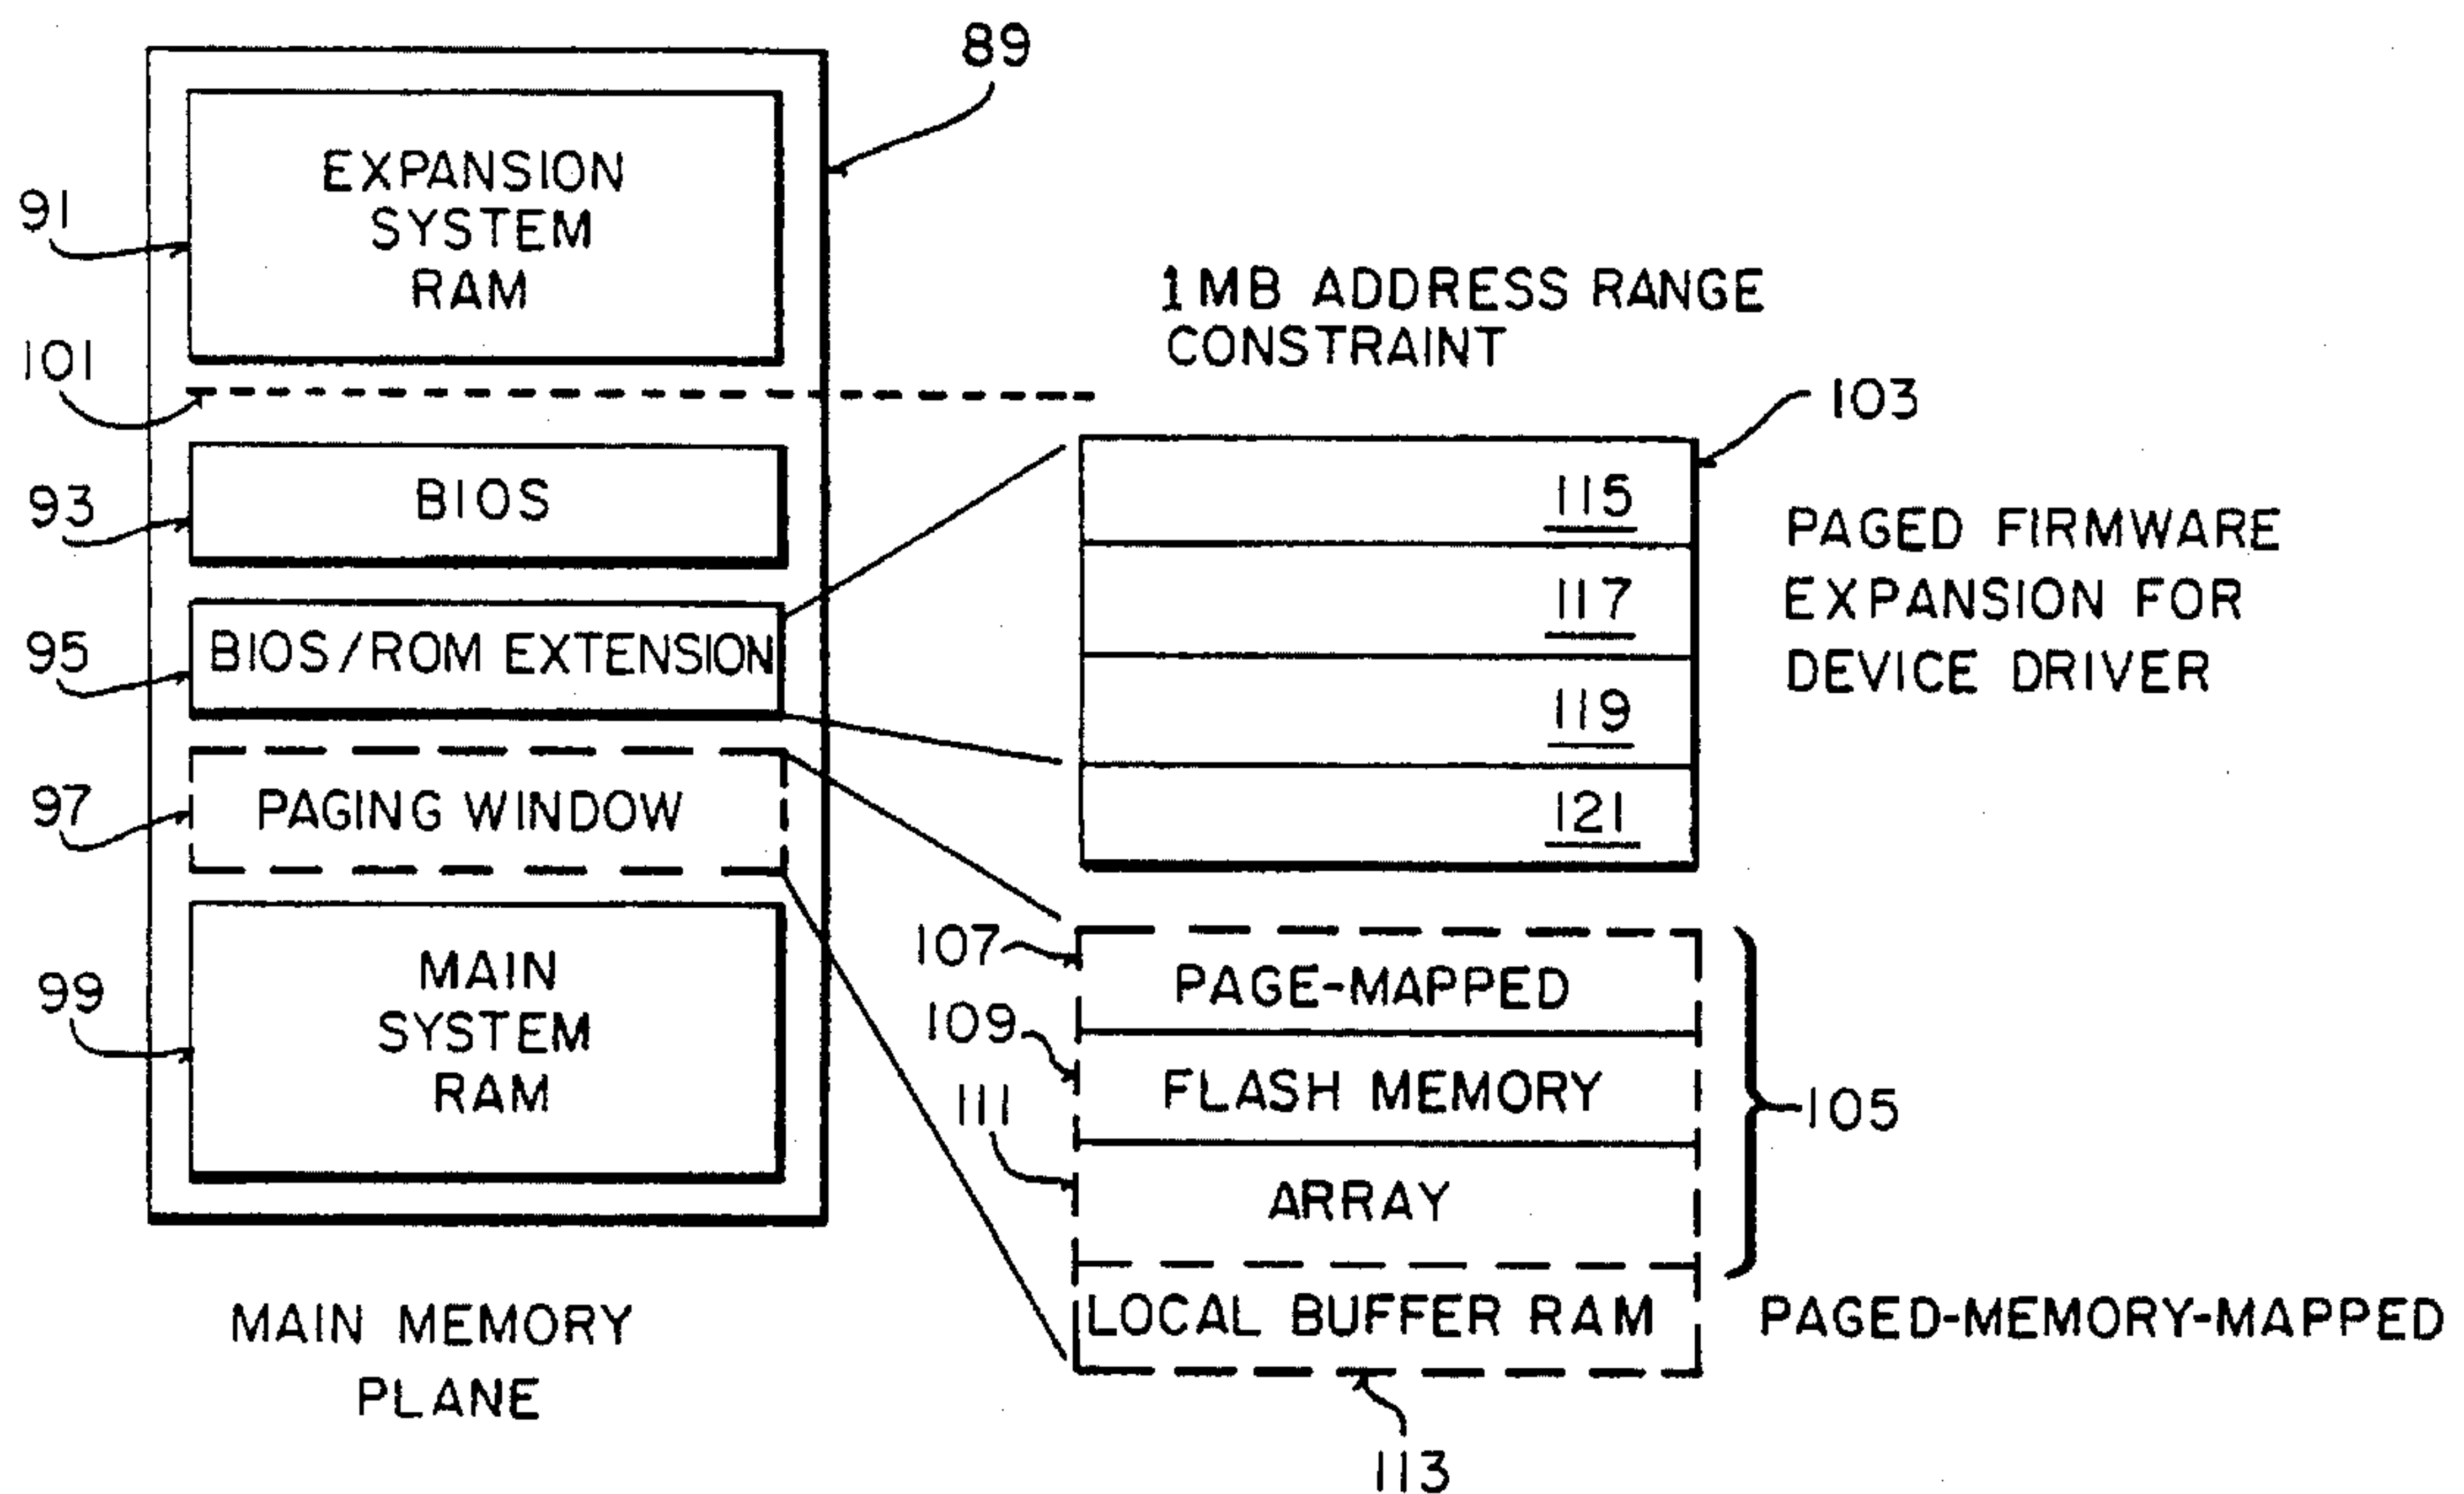 89
91
EXPANSION
SYSTEM
RAM
101
1MB ADDRESS RANGE
CONSTRAINT
103
93
BIOS
115
PAGED FIRMWARE
117
EXPANSION FOR
95
BIOS/ROM EXTENSION
119
DEVICE DRIVER
97
PAGING WINDOW
121
99
MAIN
SYSTEM
RAM
107
PAGE-MAPPED
109
FLASH MEMORY
111
105
ARRAY
LOCAL BUFFER RAM
PAGED-MEMORY-MAPPED
113
MAIN MEMORY
PLANE